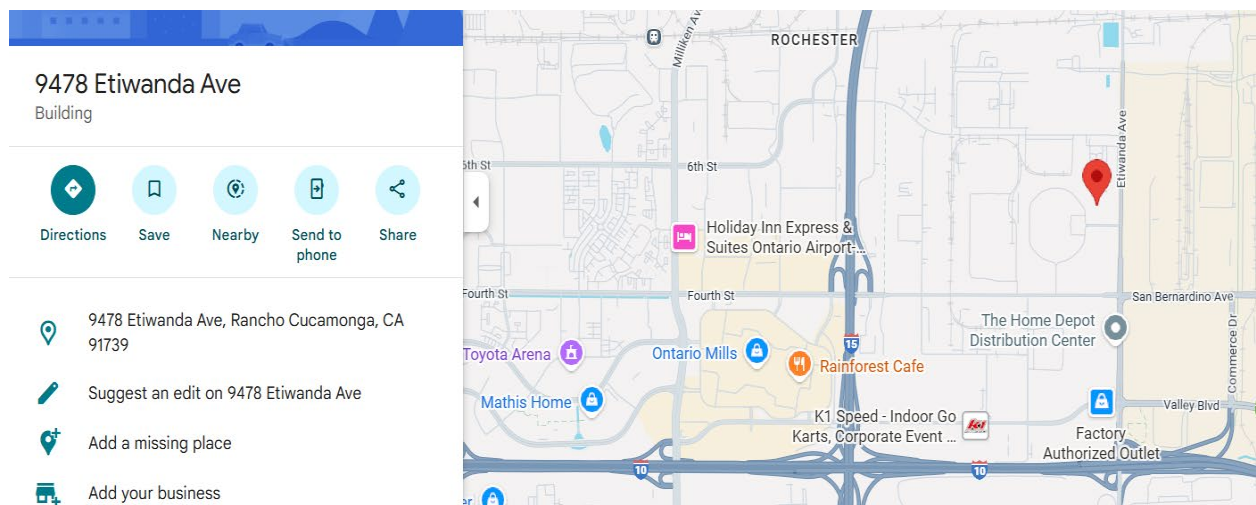 9478 Etiwanda Ave
Building
Directions
Save
Nearby
Send to
phone
Share
9478 Etiwanda Ave, Rancho Cucamonga, CA
91739
Suggest an edit on 9478 Etiwanda Ave
Add a missing place
Add your business
Milliken Av
ROCHESTER
Etiwanda Ave
6th St
6th St
Holiday Inn Express &
Suites Ontario Airport-...
Fourth St
Fourth St
San Bernardino Ave
The Home Depot
Distribution Center
Commerce Dr
15
Toyota Arena
Ontario Mills
Rainforest Cafe
Mathis Home
K1 Speed - Indoor Go
Karts, Corporate Event ...
K1
Valley Blvd
Factory
Authorized Outlet
10
10
er